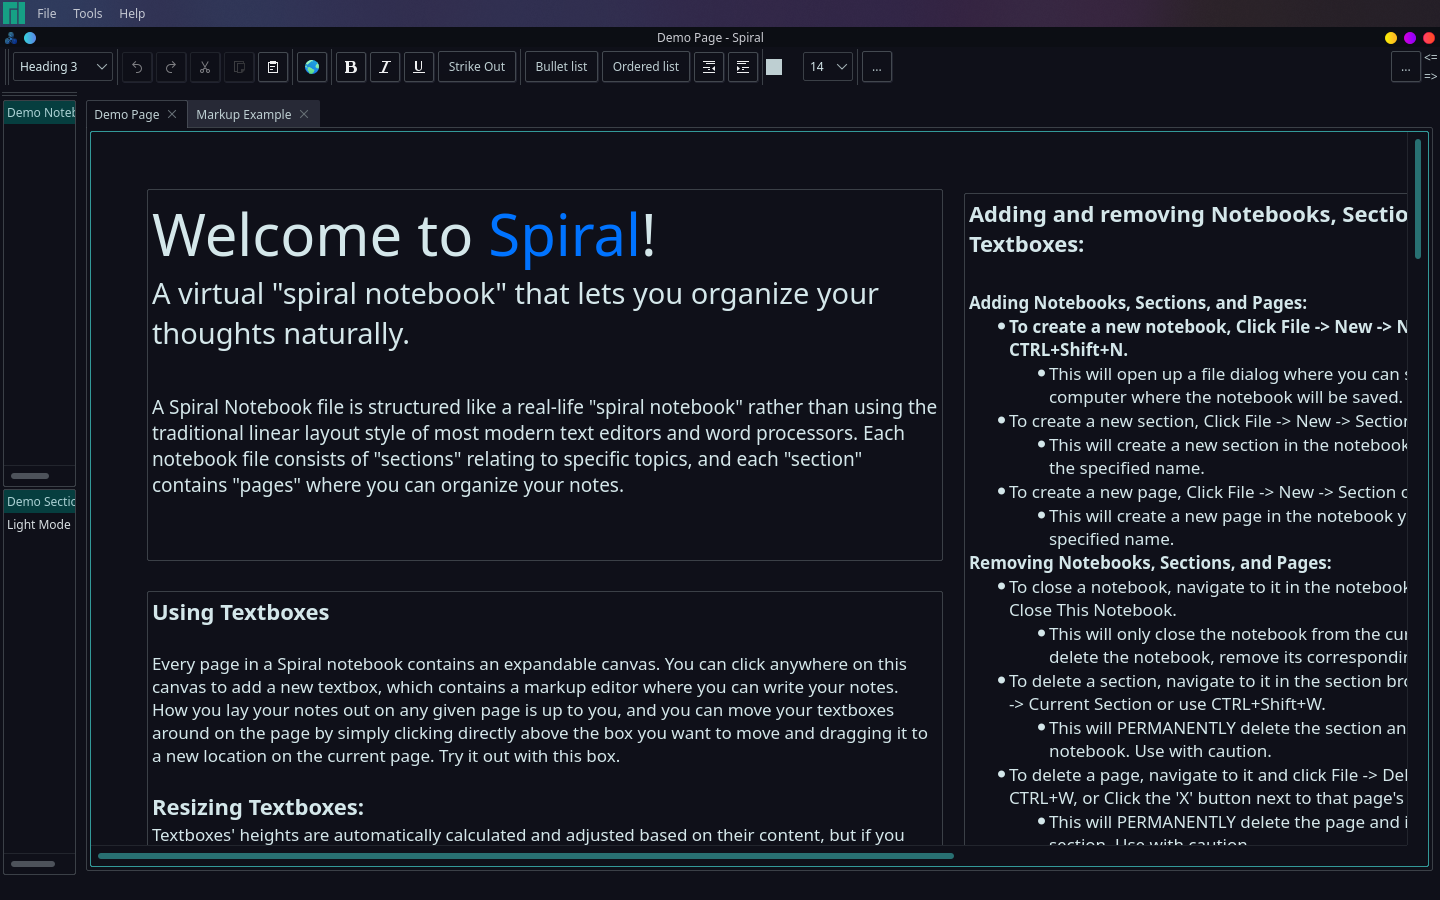 File Tools Help
Demo Page - Spiral
Heading 3
B I U Strike Out Bullet list Ordered list 14 ... ... <=
=>
Demo Noteb
Demo Page Markup Example
Welcome to Spiral!
A virtual "spiral notebook" that lets you organize your
thoughts naturally.
A Spiral Notebook file is structured like a real-life "spiral notebook" rather than using the
traditional linear layout style of most modern text editors and word processors. Each
notebook file consists of "sections" relating to specific topics, and each "section"
contains "pages" where you can organize your notes.
Demo Sectio
Light Mode
Using Textboxes
Every page in a Spiral notebook contains an expandable canvas. You can click anywhere on this
canvas to add a new textbox, which contains a markup editor where you can write your notes.
How you lay your notes out on any given page is up to you, and you can move your textboxes
around on the page by simply clicking directly above the box you want to move and dragging it to
a new location on the current page. Try it out with this box.
Resizing Textboxes:
Textboxes' heights are automatically calculated and adjusted based on their content, but if you
Adding and removing Notebooks, Sectio
Textboxes:
Adding Notebooks, Sections, and Pages:
To create a new notebook, Click File -> New -> N
CTRL+Shift+N.
This will open up a file dialog where you can s
computer where the notebook will be saved.
To create a new section, Click File -> New -> Section
This will create a new section in the notebook
the specified name.
To create a new page, Click File -> New -> Section o
This will create a new page in the notebook y
specified name.
Removing Notebooks, Sections, and Pages:
To close a notebook, navigate to it in the notebook
Close This Notebook.
This will only close the notebook from the cur
delete the notebook, remove its correspondin
To delete a section, navigate to it in the section bro
-> Current Section or use CTRL+Shift+W.
This will PERMANENTLY delete the section an
notebook. Use with caution.
To delete a page, navigate to it and click File -> Del
CTRL+W, or Click the 'X' button next to that page's
This will PERMANENTLY delete the page and i
section. Use with caution.